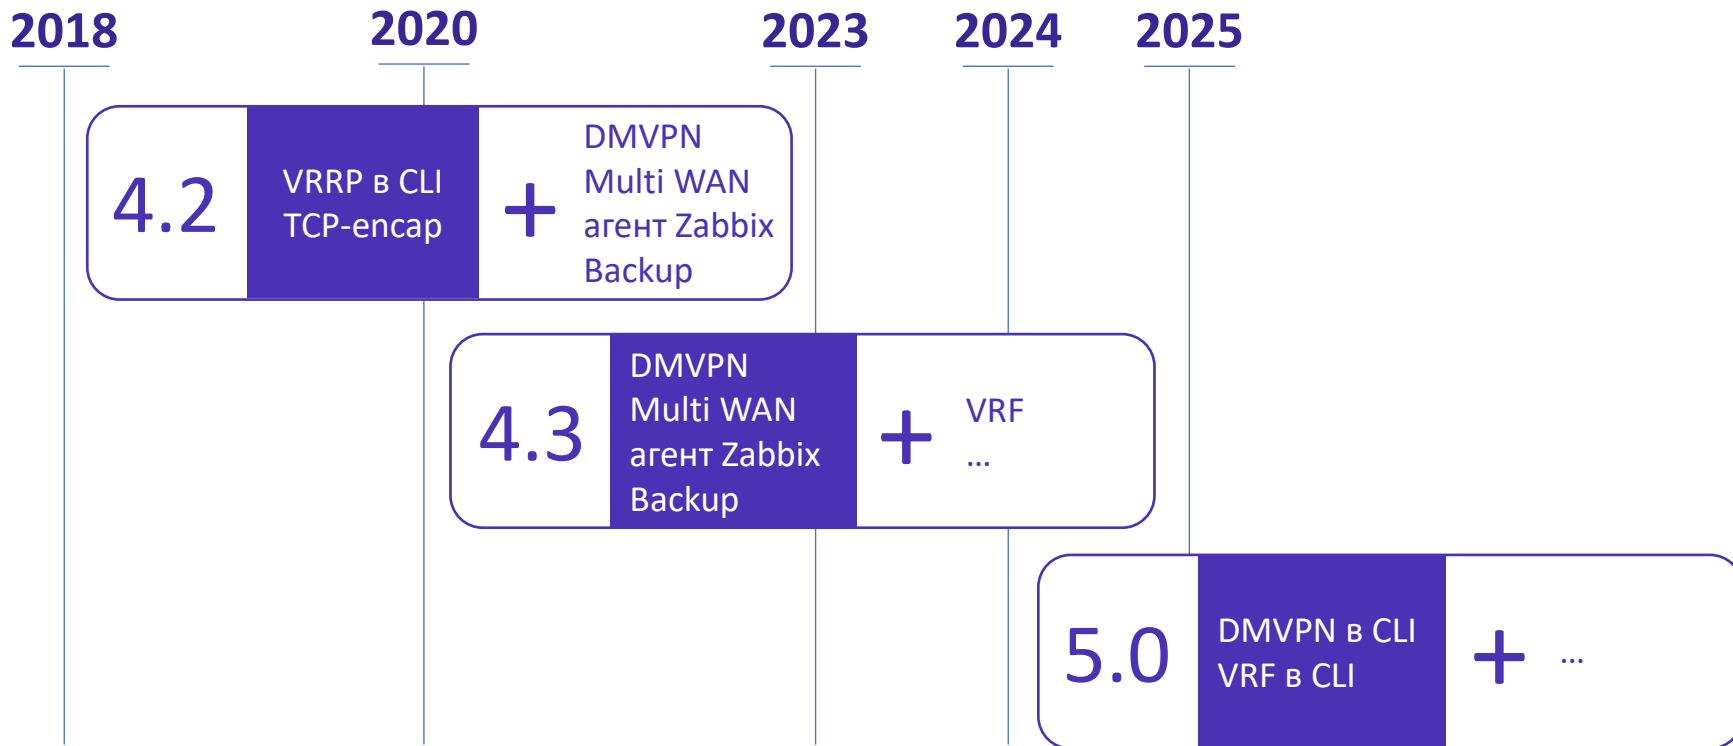 2018
2020
2023
2024
2025
4.2
VRRP в CLI
TCP-encap
+
DMVPN
Multi WAN
агент Zabbix
Backup
4.3
DMVPN
Multi WAN
агент Zabbix
Backup
+
VRF
...
5.0
DMVPN в CLI
VRF в CLI
+
...